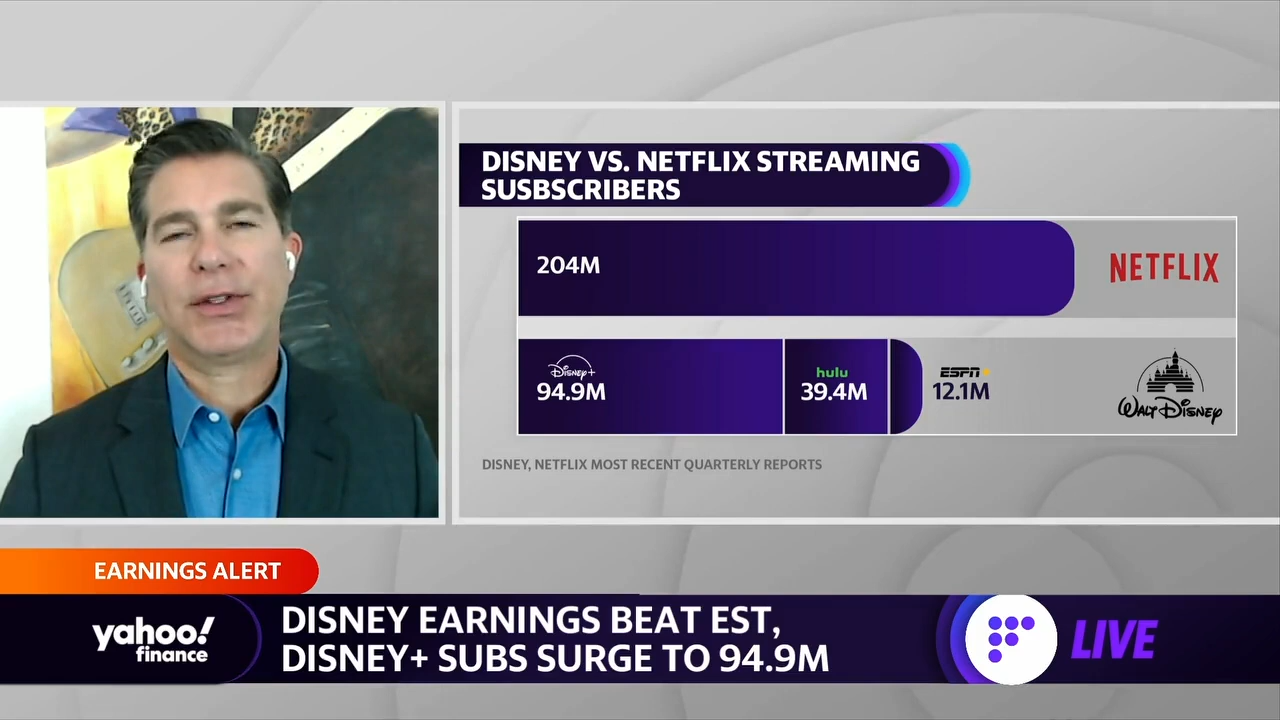 DISNEY VS. NETFLIX STREAMING
SUSBSCRIBERS
204M
NETFLIX
Disney+
94.9M
hulu
39.4M
ESPN+
12.1M
WALT DISNEY
DISNEY, NETFLIX MOST RECENT QUARTERLY REPORTS
EARNINGS ALERT
yahoo!
finance
DISNEY EARNINGS BEAT EST,
DISNEY+ SUBS SURGE TO 94.9M
LIVE